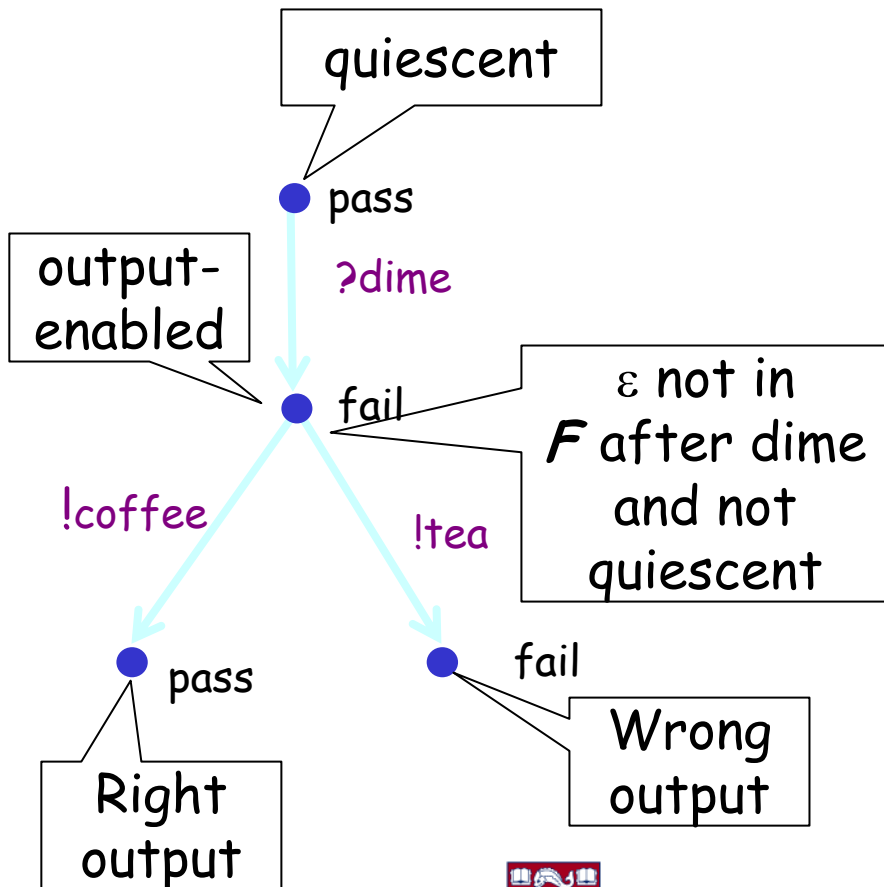 quiescent
pass
?dime
output-
enabled
fail
ε not in
F after dime
and not
quiescent
!coffee
!tea
pass
fail
Right
output
Wrong
output